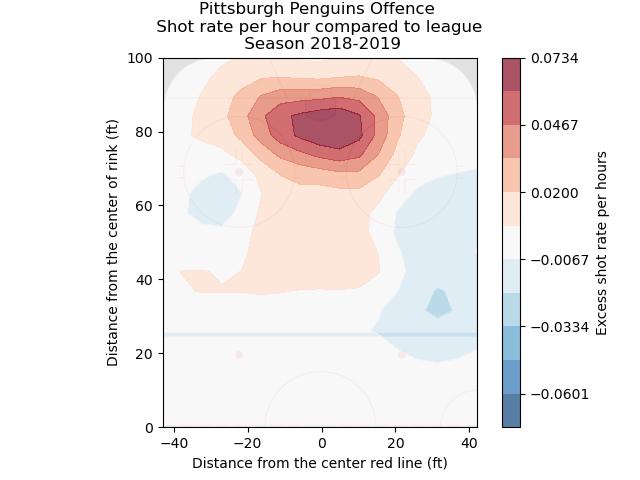 Pittsburgh Penguins Offence
Shot rate per hour compared to league
Season 2018-2019
100
80
60
40
20
0
Distance from the center of rink (ft)
−40
−20
0
20
40
Distance from the center red line (ft)
0.0734
0.0467
0.0200
−0.0067
−0.0334
−0.0601
Excess shot rate per hours